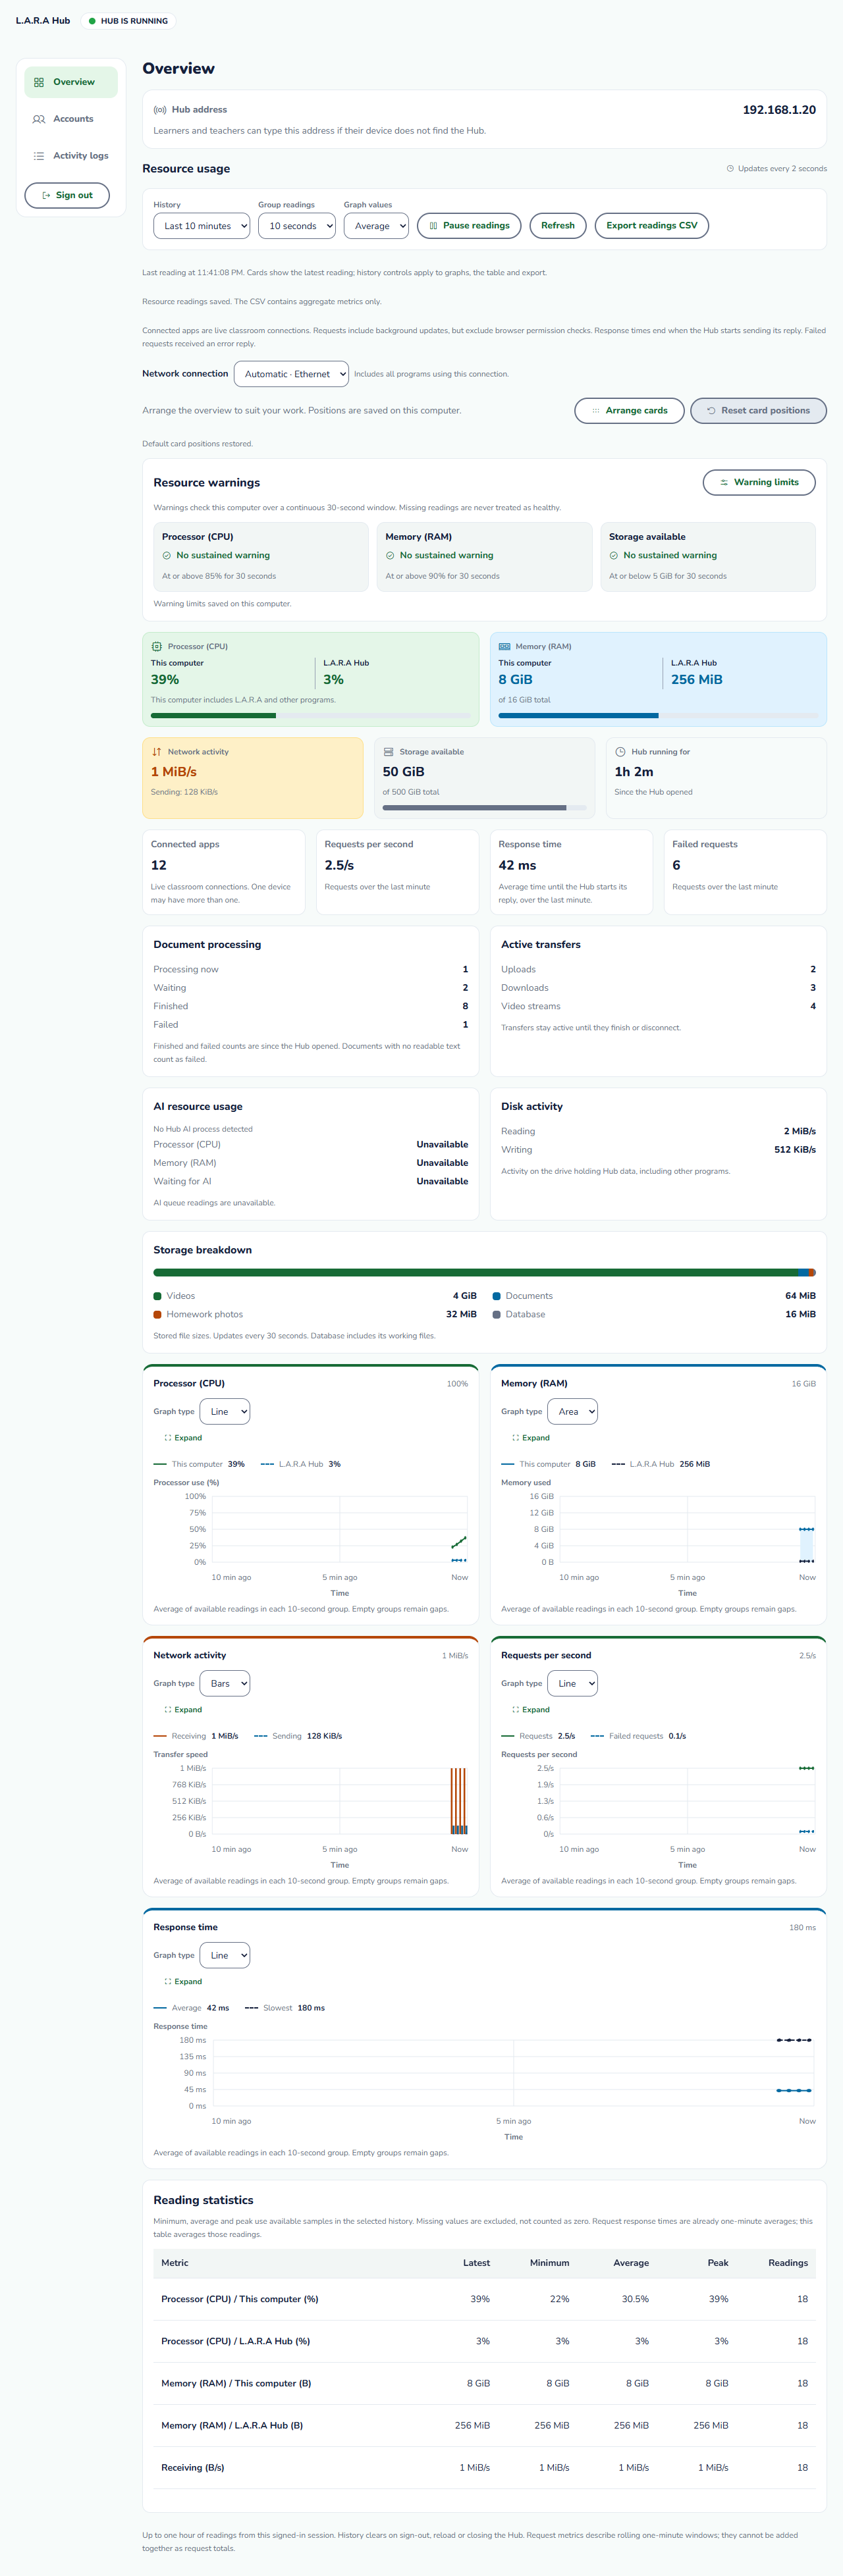 L.A.R.A Hub
HUB IS RUNNING
Overview
Accounts
Activity logs
Sign out
Overview
Hub address
192.168.1.20
Learners and teachers can type this address if their device does not find the Hub.
Resource usage
Updates every 2 seconds
History
Group readings
Graph values
Last 10 minutes
10 seconds
Average
Pause readings
Refresh
Export readings CSV
Last reading at 11:41:08 PM. Cards show the latest reading; history controls apply to graphs, the table and export.
Resource readings saved. The CSV contains aggregate metrics only.
Connected apps are live classroom connections. Requests include background updates, but exclude browser permission checks. Response times end when the Hub starts sending its reply. Failed
requests received an error reply.
Network connection
Automatic · Ethernet
Includes all programs using this connection.
Arrange the overview to suit your work. Positions are saved on this computer.
Arrange cards
Reset card positions
Default card positions restored.
Resource warnings
Warning limits
Warnings check this computer over a continuous 30-second window. Missing readings are never treated as healthy.
Processor (CPU)
No sustained warning
At or above 85% for 30 seconds
Memory (RAM)
No sustained warning
At or above 90% for 30 seconds
Storage available
No sustained warning
At or below 5 GiB for 30 seconds
Warning limits saved on this computer.
Processor (CPU)
This computer
L.A.R.A Hub
39%
3%
This computer includes L.A.R.A and other programs.
Memory (RAM)
This computer
L.A.R.A Hub
8 GiB
256 MiB
of 16 GiB total
Network activity
1 MiB/s
Sending: 128 KiB/s
Storage available
50 GiB
of 500 GiB total
Hub running for
1h 2m
Since the Hub opened
Connected apps
12
Live classroom connections. One device
may have more than one.
Requests per second
2.5/s
Requests over the last minute
Response time
42 ms
Average time until the Hub starts its
reply, over the last minute.
Failed requests
6
Requests over the last minute
Document processing
Processing now 1
Waiting 2
Finished 8
Failed 1
Finished and failed counts are since the Hub opened. Documents with no readable text
count as failed.
Active transfers
Uploads 2
Downloads 3
Video streams 4
Transfers stay active until they finish or disconnect.
AI resource usage
No Hub AI process detected
Processor (CPU) Unavailable
Memory (RAM) Unavailable
Waiting for AI Unavailable
AI queue readings are unavailable.
Disk activity
Reading 2 MiB/s
Writing 512 KiB/s
Activity on the drive holding Hub data, including other programs.
Storage breakdown
Videos 4 GiB
Documents 64 MiB
Homework photos 32 MiB
Database 16 MiB
Stored file sizes. Updates every 30 seconds. Database includes its working files.
Processor (CPU)
100%
Graph type
Line
Expand
This computer 39%
L.A.R.A Hub 3%
Processor use (%)
100%
75%
50%
25%
0%
10 min ago
5 min ago
Now
Time
Average of available readings in each 10-second group. Empty groups remain gaps.
Memory (RAM)
16 GiB
Graph type
Area
Expand
This computer 8 GiB
L.A.R.A Hub 256 MiB
Memory used
16 GiB
12 GiB
8 GiB
4 GiB
0 B
10 min ago
5 min ago
Now
Time
Average of available readings in each 10-second group. Empty groups remain gaps.
Network activity
1 MiB/s
Graph type
Bars
Expand
Receiving 1 MiB/s
Sending 128 KiB/s
Transfer speed
1 MiB/s
768 KiB/s
512 KiB/s
256 KiB/s
0 B/s
10 min ago
5 min ago
Now
Time
Average of available readings in each 10-second group. Empty groups remain gaps.
Requests per second
2.5/s
Graph type
Line
Expand
Requests 2.5/s
Failed requests 0.1/s
Requests per second
2.5/s
1.9/s
1.3/s
0.6/s
0/s
10 min ago
5 min ago
Now
Time
Average of available readings in each 10-second group. Empty groups remain gaps.
Response time
180 ms
Graph type
Line
Expand
Average 42 ms
Slowest 180 ms
Response time
180 ms
135 ms
90 ms
45 ms
0 ms
10 min ago
5 min ago
Now
Time
Average of available readings in each 10-second group. Empty groups remain gaps.
Reading statistics
Minimum, average and peak use available samples in the selected history. Missing values are excluded, not counted as zero. Request response times are already one-minute averages; this
table averages those readings.
Metric Latest Minimum Average Peak Readings
Processor (CPU) / This computer (%) 39% 22% 30.5% 39% 18
Processor (CPU) / L.A.R.A Hub (%) 3% 3% 3% 3% 18
Memory (RAM) / This computer (B) 8 GiB 8 GiB 8 GiB 8 GiB 18
Memory (RAM) / L.A.R.A Hub (B) 256 MiB 256 MiB 256 MiB 256 MiB 18
Receiving (B/s) 1 MiB/s 1 MiB/s 1 MiB/s 1 MiB/s 18
Up to one hour of readings from this signed-in session. History clears on sign-out, reload or closing the Hub. Request metrics describe rolling one-minute windows; they cannot be added
together as request totals.